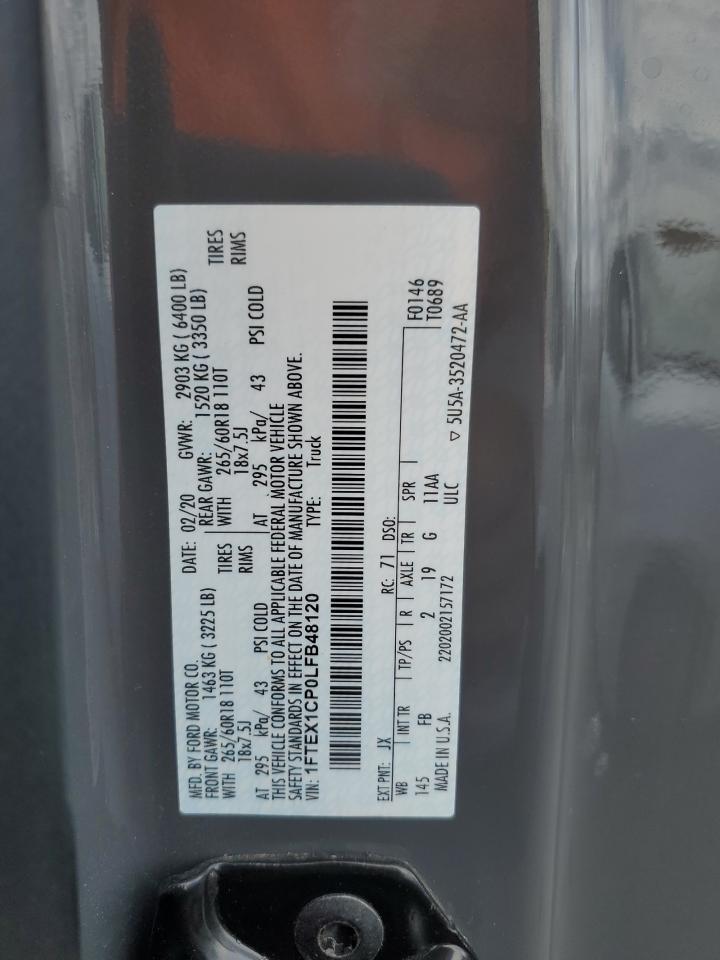 MFD. BY FORD MOTOR CO. DATE: 02/20 GVWR: 2903 KG ( 6400 LB)
FRONT GAWR: 1463 KG ( 3225 LB) REAR GAWR: 1520 KG ( 3350 LB)
WITH 265/60R18 110T TIRES WITH 265/60R18 110T TIRES
18x7.5J RIMS 18x7.5J RIMS
AT 295 kPa/ 43 PSI COLD AT 295 kPa/ 43 PSI COLD
THIS VEHICLE CONFORMS TO ALL APPLICABLE FEDERAL MOTOR VEHICLE
SAFETY STANDARDS IN EFFECT ON THE DATE OF MANUFACTURE SHOWN ABOVE.
VIN: 1FTEX1CP0LFB48120 TYPE: Truck
EXT PNT: JX RC: 71 DSO: F0146
WB INT TR TP/PS R AXLE TR SPR T0689
145 FB 2 19 G 11AA
MADE IN U.S.A. 2202002157172 ULC ▽ 5U5A-3520472-AA